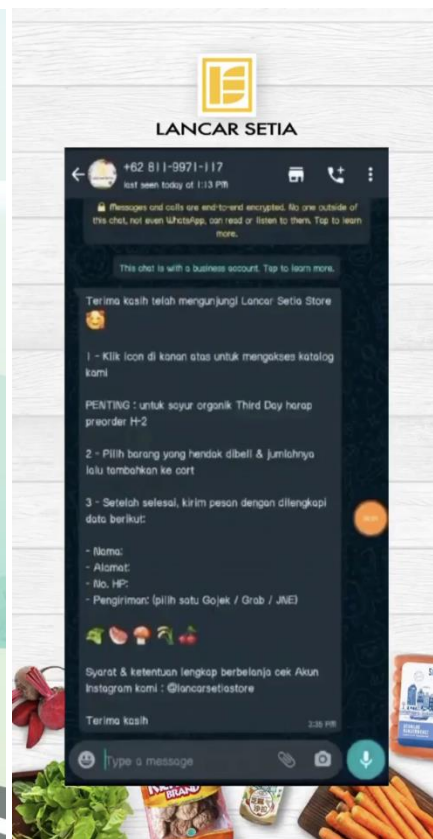 LANCAR SETIA
+62 811-9971-117
last seen today at 1:13 PM
Messages and calls are end-to-end encrypted. No one outside of
this chat, not even WhatsApp, can read or listen to them. Tap to learn
more.
This chat is with a business account. Tap to learn more.
Terima kasih telah mengunjungi Lancar Setia Store
1 - Klik icon di kanan atas untuk mengakses katalog
kami
PENTING : untuk sayur organik Third Day harap
preorder H-2
2 - Pilih barang yang hendak dibeli & jumlahnya
lalu tambahkan ke cart
3 - Setelah selesai, kirim pesan dengan dilengkapi
data berikut:
- Nama:
- Alamat:
- No. HP:
- Pengiriman: (pilih satu Gojek / Grab / JNE)
Syarat & ketentuan lengkap berbelanja cek Akun
Instagram kami : @lancarsetiastore
Terima kasih
2:36 PM
Type a message
BRAND